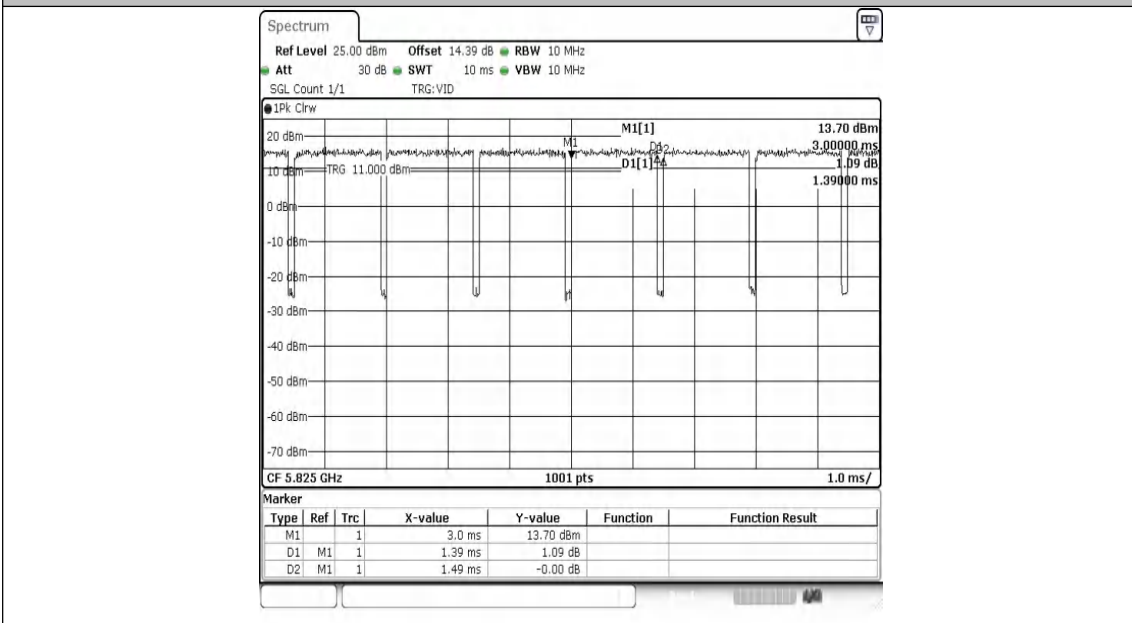 Spectrum
Ref Level 25.00 dBm Offset 14.39 dB RBW 10 MHz
Att 30 dB SWT 10 ms VBW 10 MHz
SGL Count 1/1 TRG:VID
1Pk Clrw
M1[1] 13.70 dBm
3.00000 ms
D1[1] 1.09 dB
1.39000 ms
20 dBm
M1
D1 D2
10 dBm
TRG 11.000 dBm
0 dBm
-10 dBm
-20 dBm
-30 dBm
-40 dBm
-50 dBm
-60 dBm
-70 dBm
CF 5.825 GHz 1001 pts 1.0 ms/
Marker
Type Ref Trc X-value Y-value Function Function Result
M1 1 3.0 ms 13.70 dBm
D1 M1 1 1.39 ms 1.09 dB
D2 M1 1 1.49 ms -0.00 dB